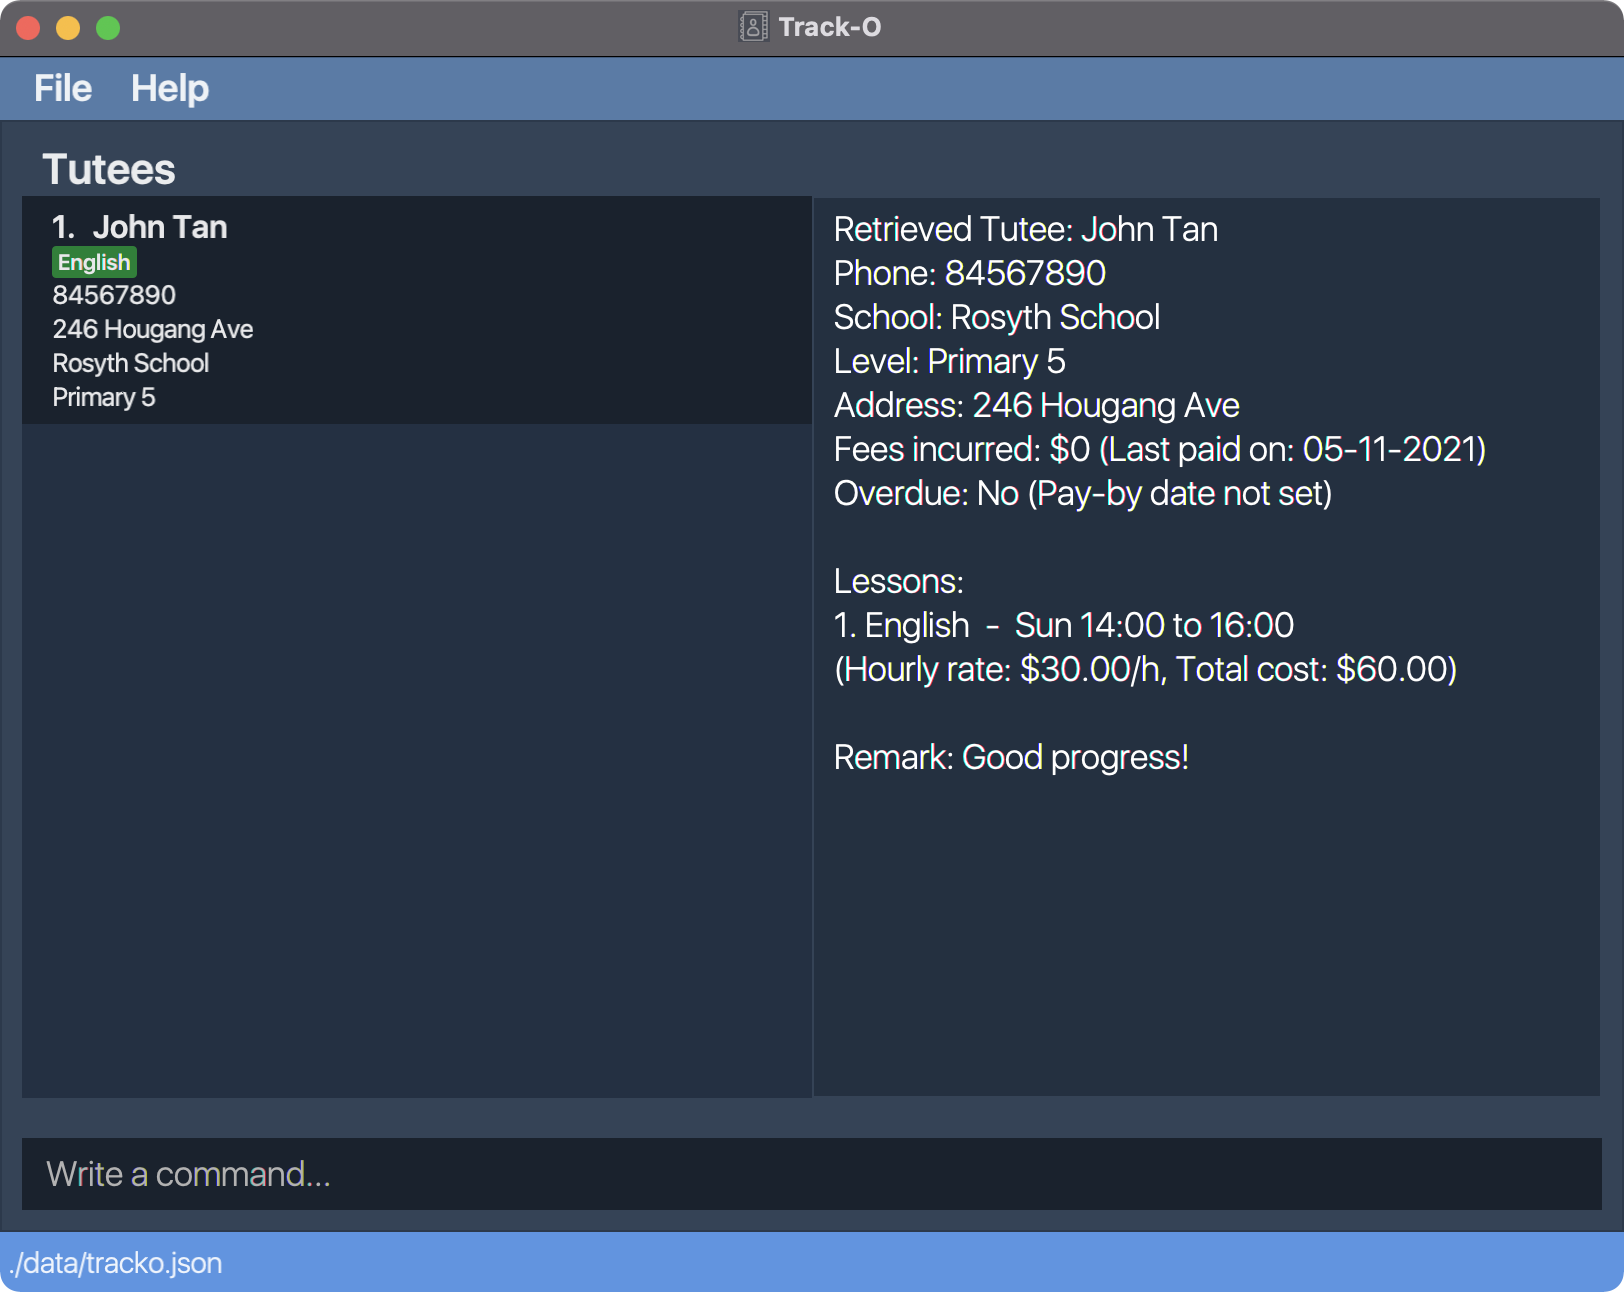 Track-O
File Help
Tutees
1. John Tan
English
84567890
246 Hougang Ave
Rosyth School
Primary 5
Retrieved Tutee: John Tan
Phone: 84567890
School: Rosyth School
Level: Primary 5
Address: 246 Hougang Ave
Fees incurred: $0 (Last paid on: 05-11-2021)
Overdue: No (Pay-by date not set)
Lessons:
1. English - Sun 14:00 to 16:00
(Hourly rate: $30.00/h, Total cost: $60.00)
Remark: Good progress!
Write a command...
./data/tracko.json